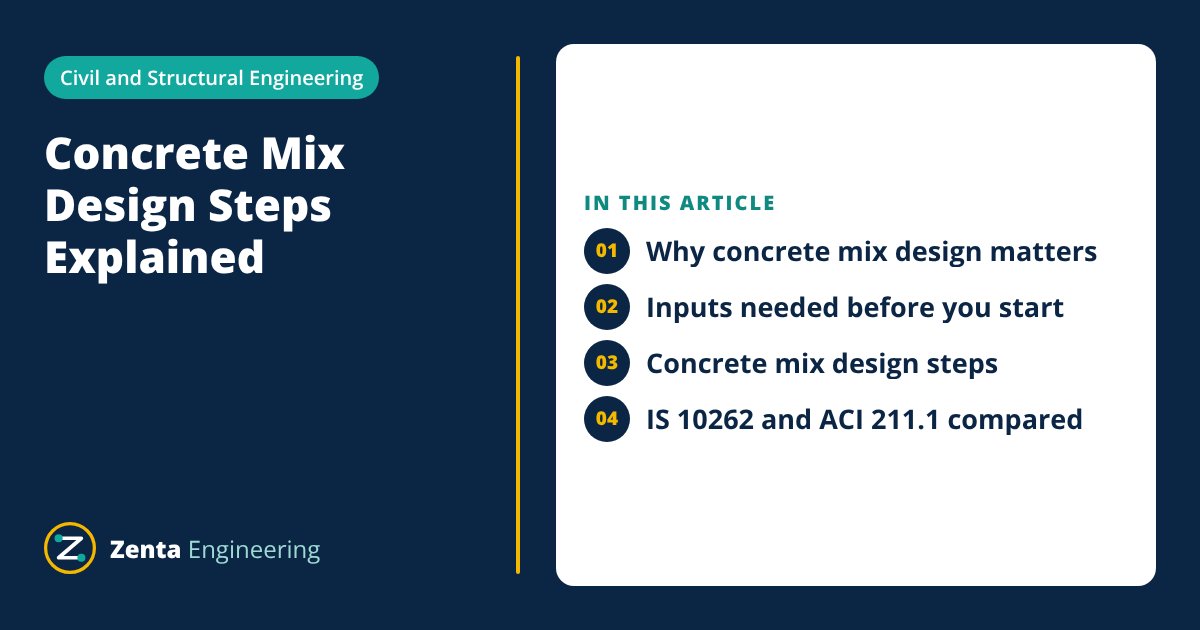 Civil and Structural Engineering
Concrete Mix
Design Steps
Explained
Zenta Engineering
IN THIS ARTICLE
01 Why concrete mix design matters
02 Inputs needed before you start
03 Concrete mix design steps
04 IS 10262 and ACI 211.1 compared